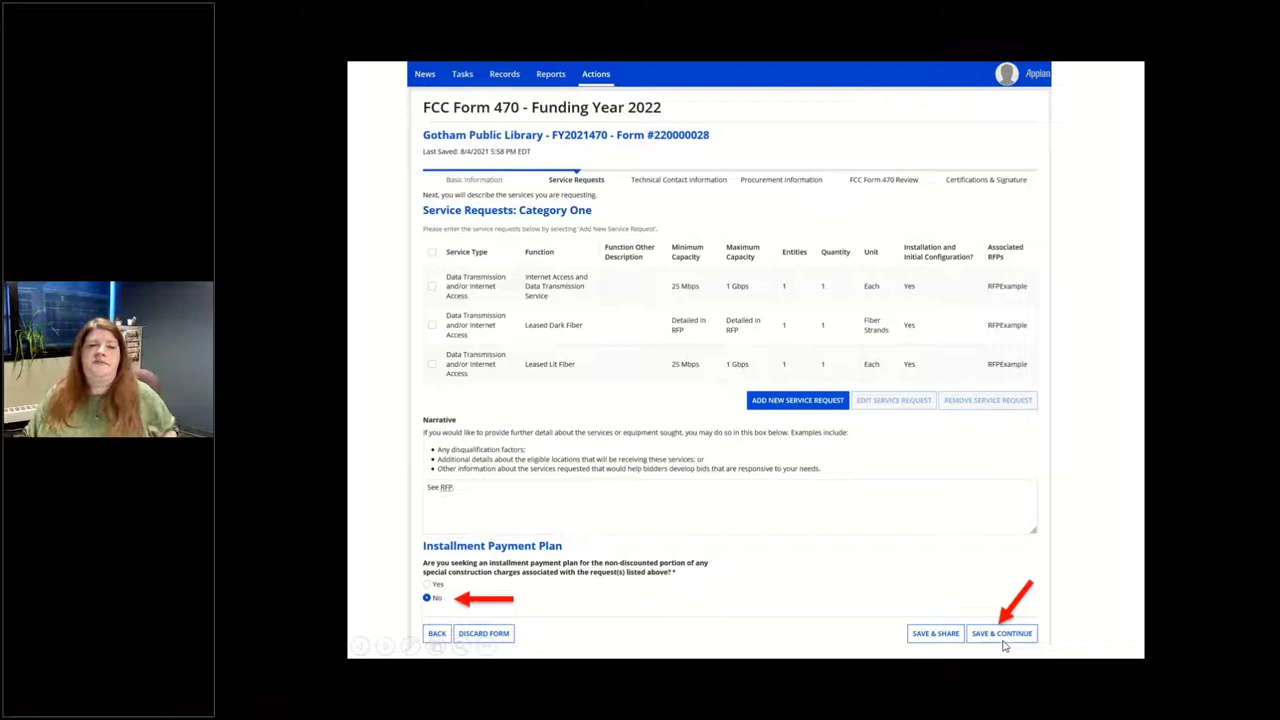 News Tasks Records Reports Actions Appian
FCC Form 470 - Funding Year 2022
Gotham Public Library - FY2021470 - Form #220000028
Last Saved: 8/4/2021 5:58 PM EDT
Basic Information Service Requests Technical Contact Information Procurement Information FCC Form 470 Review Certifications & Signature
Next, you will describe the services you are requesting.
Service Requests: Category One
Please enter the service requests below by selecting 'Add New Service Request'.
Service Type Function Function Other Description Minimum Capacity Maximum Capacity Entities Quantity Unit Installation and Initial Configuration? Associated RFPs
Data Transmission and/or Internet Access Internet Access and Data Transmission Service 25 Mbps 1 Gbps 1 1 Each Yes RFPExample
Data Transmission and/or Internet Access Leased Dark Fiber Detailed in RFP Detailed in RFP 1 1 Fiber Strands Yes RFPExample
Data Transmission and/or Internet Access Leased Lit Fiber 25 Mbps 1 Gbps 1 1 Each Yes RFPExample
ADD NEW SERVICE REQUEST EDIT SERVICE REQUEST REMOVE SERVICE REQUEST
Narrative
If you would like to provide further detail about the services or equipment sought, you may do so in this box below. Examples include:
• Any disqualification factors;
• Additional details about the eligible locations that will be receiving these services; or
• Other information about the services requested that would help bidders develop bids that are responsive to your needs.
See RFP.
Installment Payment Plan
Are you seeking an installment payment plan for the non-discounted portion of any
special construction charges associated with the request(s) listed above? *
Yes
No
BACK DISCARD FORM SAVE & SHARE SAVE & CONTINUE